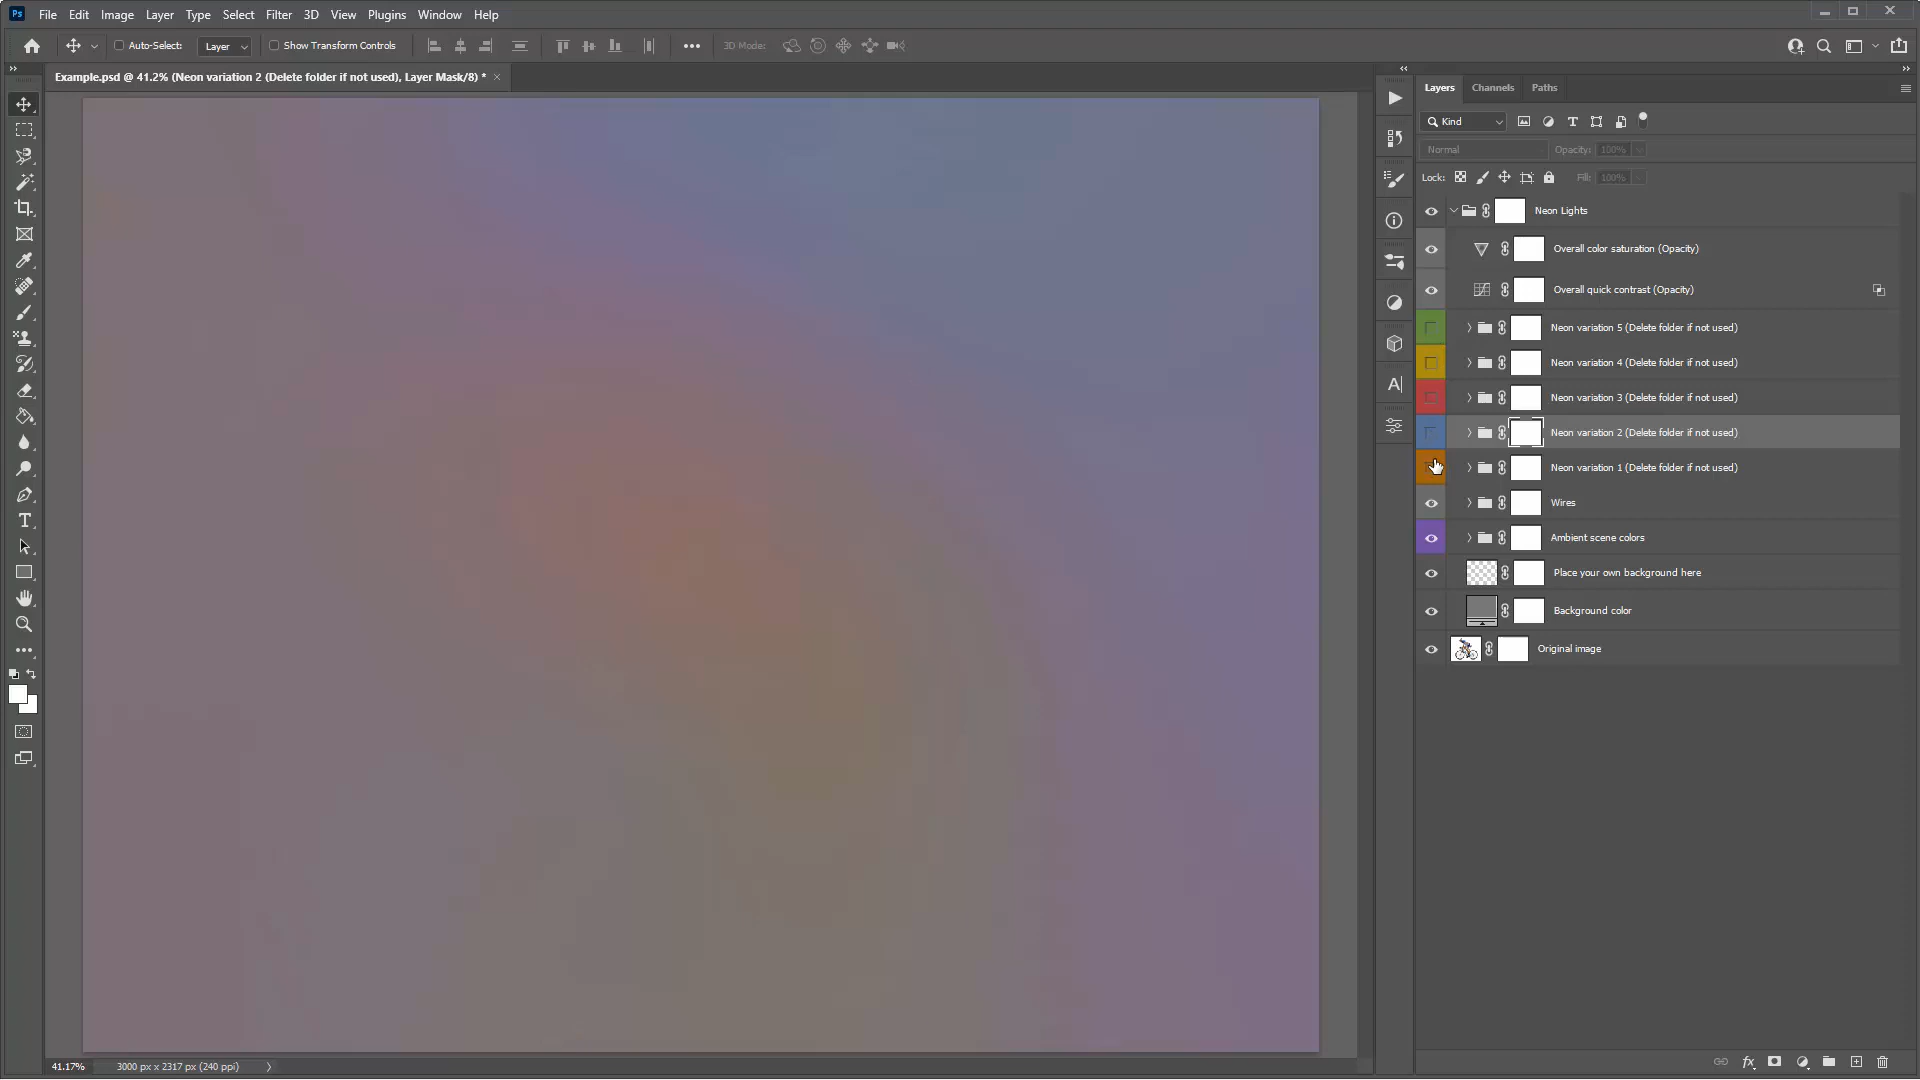 Ps File Edit Image Layer Type Select Filter 3D View Plugins Window Help
Auto-Select: Layer Show Transform Controls 3D Mode:
Example.psd @ 41.2% (Neon variation 2 (Delete folder if not used), Layer Mask/8) *
Layers Channels Paths
Kind
Normal Opacity: 100%
Lock: Fill: 100%
Neon Lights
Overall color saturation (Opacity)
Overall quick contrast (Opacity)
Neon variation 5 (Delete folder if not used)
Neon variation 4 (Delete folder if not used)
Neon variation 3 (Delete folder if not used)
Neon variation 2 (Delete folder if not used)
Neon variation 1 (Delete folder if not used)
Wires
Ambient scene colors
Place your own background here
Background color
Original image
41.17% 3000 px x 2317 px (240 ppi)